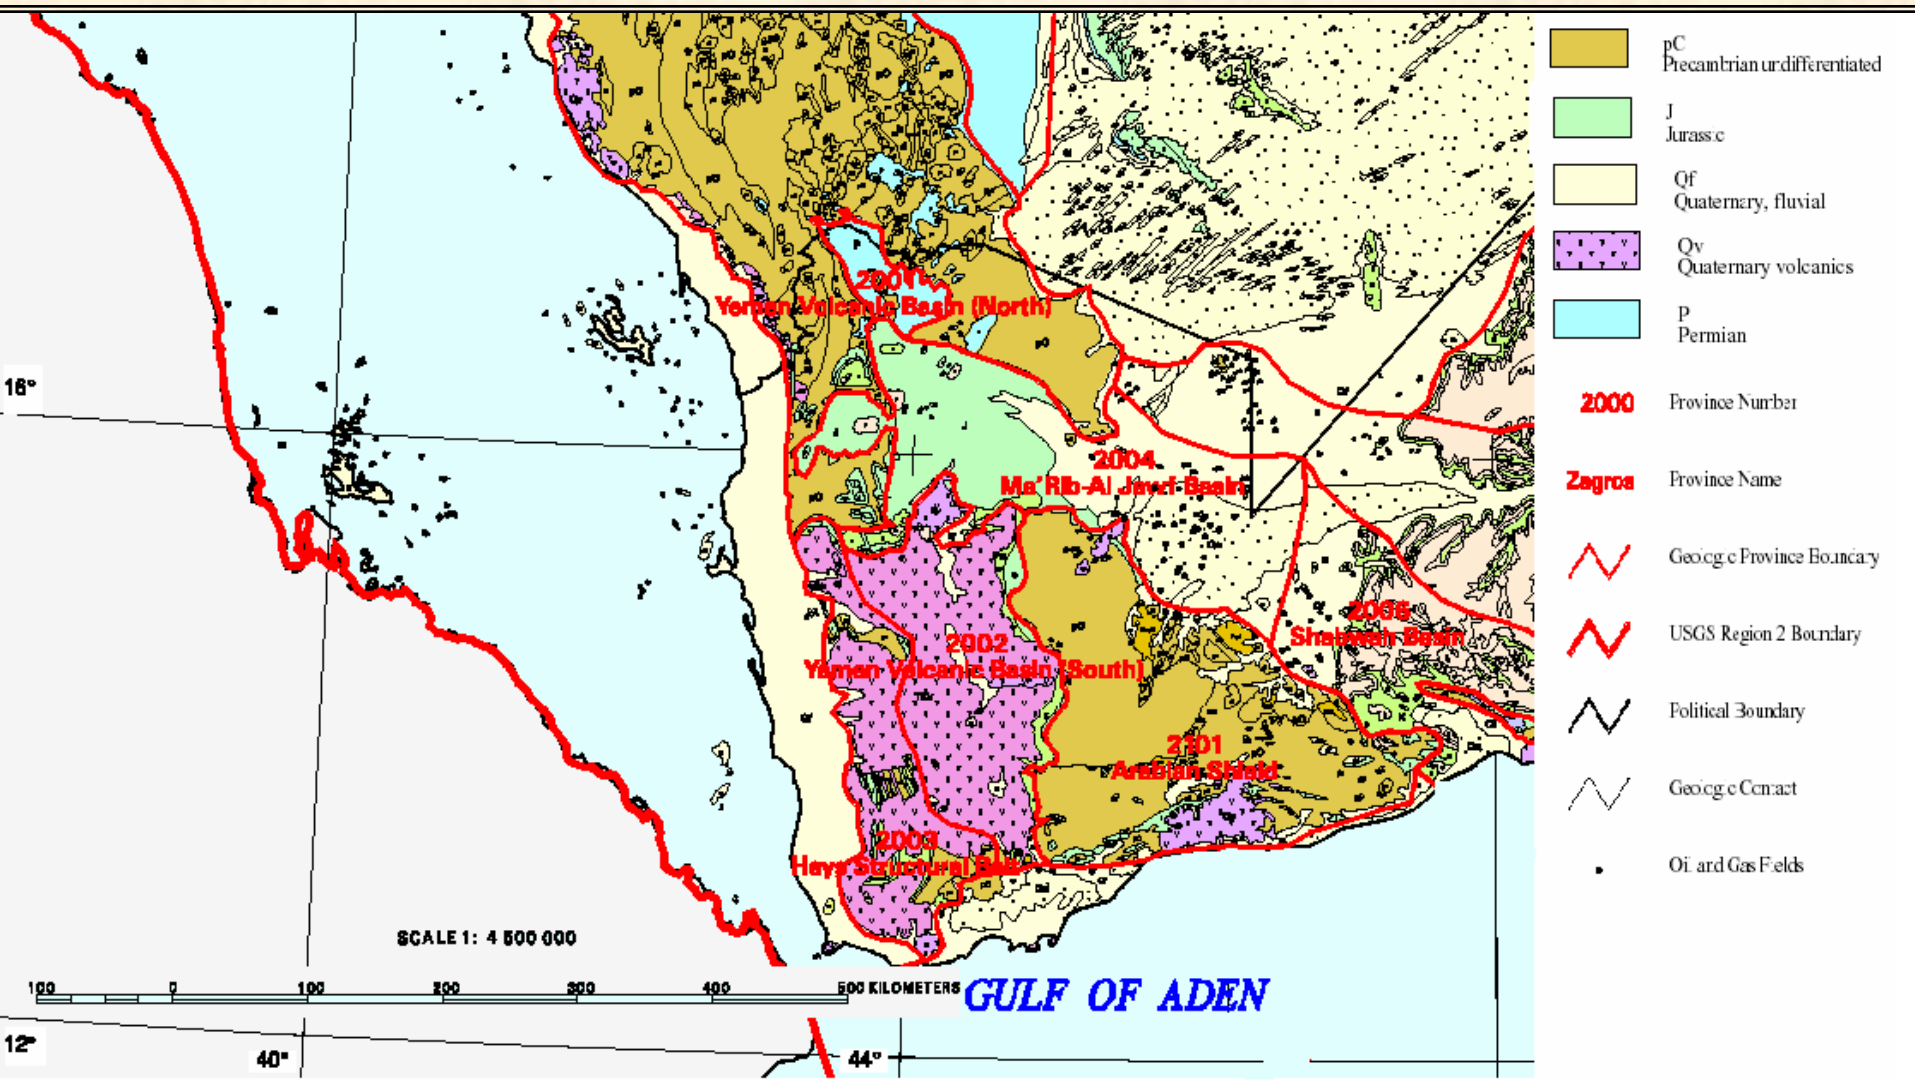 2001
Yemen Volcanic Basin (North)
16°
2004
Ma'Rib-Al Jawf Basin
2006
Shabwah Basin
2002
Yemen Volcanic Basin (South)
2101
Arabian Shield
2003
Hays Structural Belt
SCALE 1: 4 500 000
100 0 100 200 300 400 500 KILOMETERS
GULF OF ADEN
12°
40°
44°
pC
Precambrian undifferentiated
J
Jurassic
Qf
Quaternary, fluvial
Qv
Quaternary volcanics
P
Permian
2000 Province Number
Zagros Province Name
Geologic Province Boundary
USGS Region 2 Boundary
Political Boundary
Geologic Contact
Oil and Gas Fields